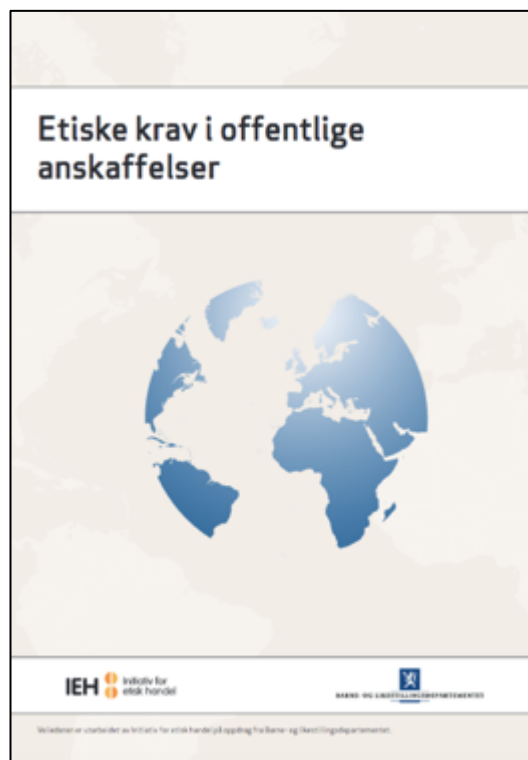 Etiske krav i offentlige
anskaffelser
IEH Initiativ for
etisk handel
BARNE- OG LIKESTILLINGSDEPARTEMENTET
Veilederen er utarbeidet av Initiativ for etisk handel på oppdrag fra Barne- og likestillingsdepartementet.